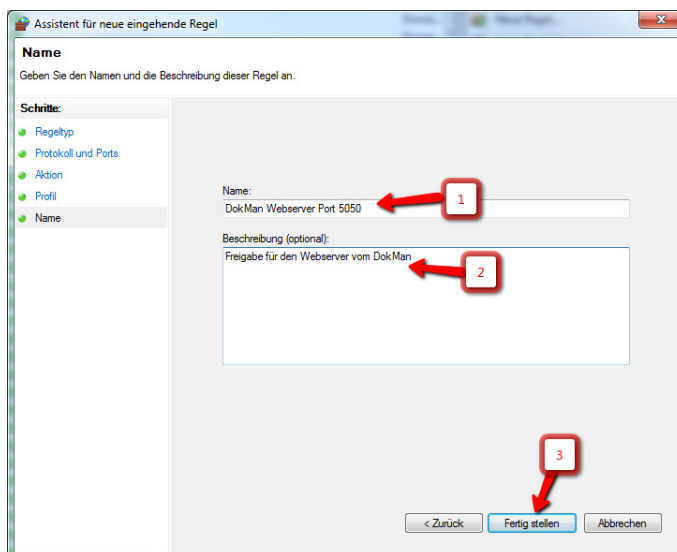 Assistent für neue eingehende Regel
Name
Geben Sie den Namen und die Beschreibung dieser Regel an.
Schritte:
Regeltyp
Protokoll und Ports
Aktion
Profil
Name
Name:
DokMan Webserver Port 5050
1
Beschreibung (optional):
Freigabe für den Webserver vom DokMan
2
3
< Zurück
Fertig stellen
Abbrechen